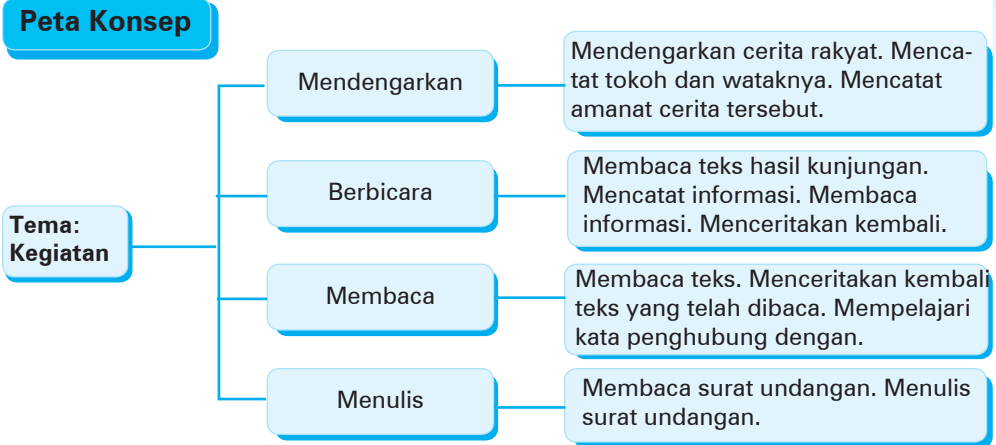 Peta Konsep
Tema:
Kegiatan
Mendengarkan
Mendengarkan cerita rakyat. Menca-
tat tokoh dan wataknya. Mencatat
amanat cerita tersebut.
Berbicara
Membaca teks hasil kunjungan.
Mencatat informasi. Membaca
informasi. Menceritakan kembali.
Membaca
Membaca teks. Menceritakan kembali
teks yang telah dibaca. Mempelajari
kata penghubung dengan.
Menulis
Membaca surat undangan. Menulis
surat undangan.